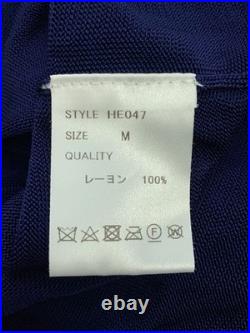 STYLE HE047
SIZE M
QUALITY
レーヨン 100%
F W